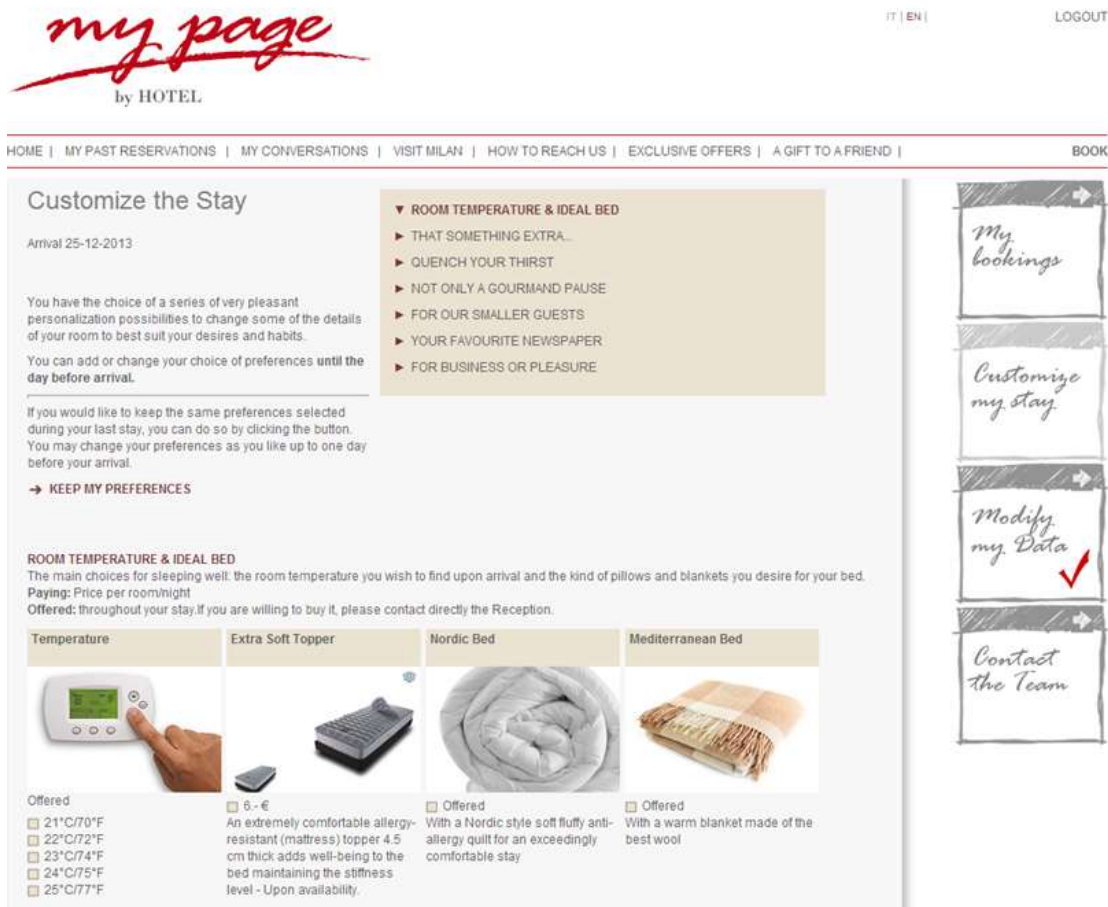 my page
by HOTEL
IT | EN |
LOGOUT
HOME | MY PAST RESERVATIONS | MY CONVERSATIONS | VISIT MILAN | HOW TO REACH US | EXCLUSIVE OFFERS | A GIFT TO A FRIEND |
BOOK
Customize the Stay
Arrival 25-12-2013
You have the choice of a series of very pleasant
personalization possibilities to change some of the details
of your room to best suit your desires and habits.
You can add or change your choice of preferences until the
day before arrival.
If you would like to keep the same preferences selected
during your last stay, you can do so by clicking the button.
You may change your preferences as you like up to one day
before your arrival.
→ KEEP MY PREFERENCES
▼ ROOM TEMPERATURE & IDEAL BED
► THAT SOMETHING EXTRA...
► QUENCH YOUR THIRST
► NOT ONLY A GOURMAND PAUSE
► FOR OUR SMALLER GUESTS
► YOUR FAVOURITE NEWSPAPER
► FOR BUSINESS OR PLEASURE
My
bookings
Customize
my stay
Modify
my Data
Contact
the Team
ROOM TEMPERATURE & IDEAL BED
The main choices for sleeping well: the room temperature you wish to find upon arrival and the kind of pillows and blankets you desire for your bed.
Paying: Price per room/night
Offered: throughout your stay.If you are willing to buy it, please contact directly the Reception.
Temperature
Offered
21°C/70°F
22°C/72°F
23°C/74°F
24°C/75°F
25°C/77°F
Extra Soft Topper
6.- €
An extremely comfortable allergy-
resistant (mattress) topper 4.5
cm thick adds well-being to the
bed maintaining the stiffness
level - Upon availability.
Nordic Bed
Offered
With a Nordic style soft fluffy anti-
allergy quilt for an exceedingly
comfortable stay
Mediterranean Bed
Offered
With a warm blanket made of the
best wool